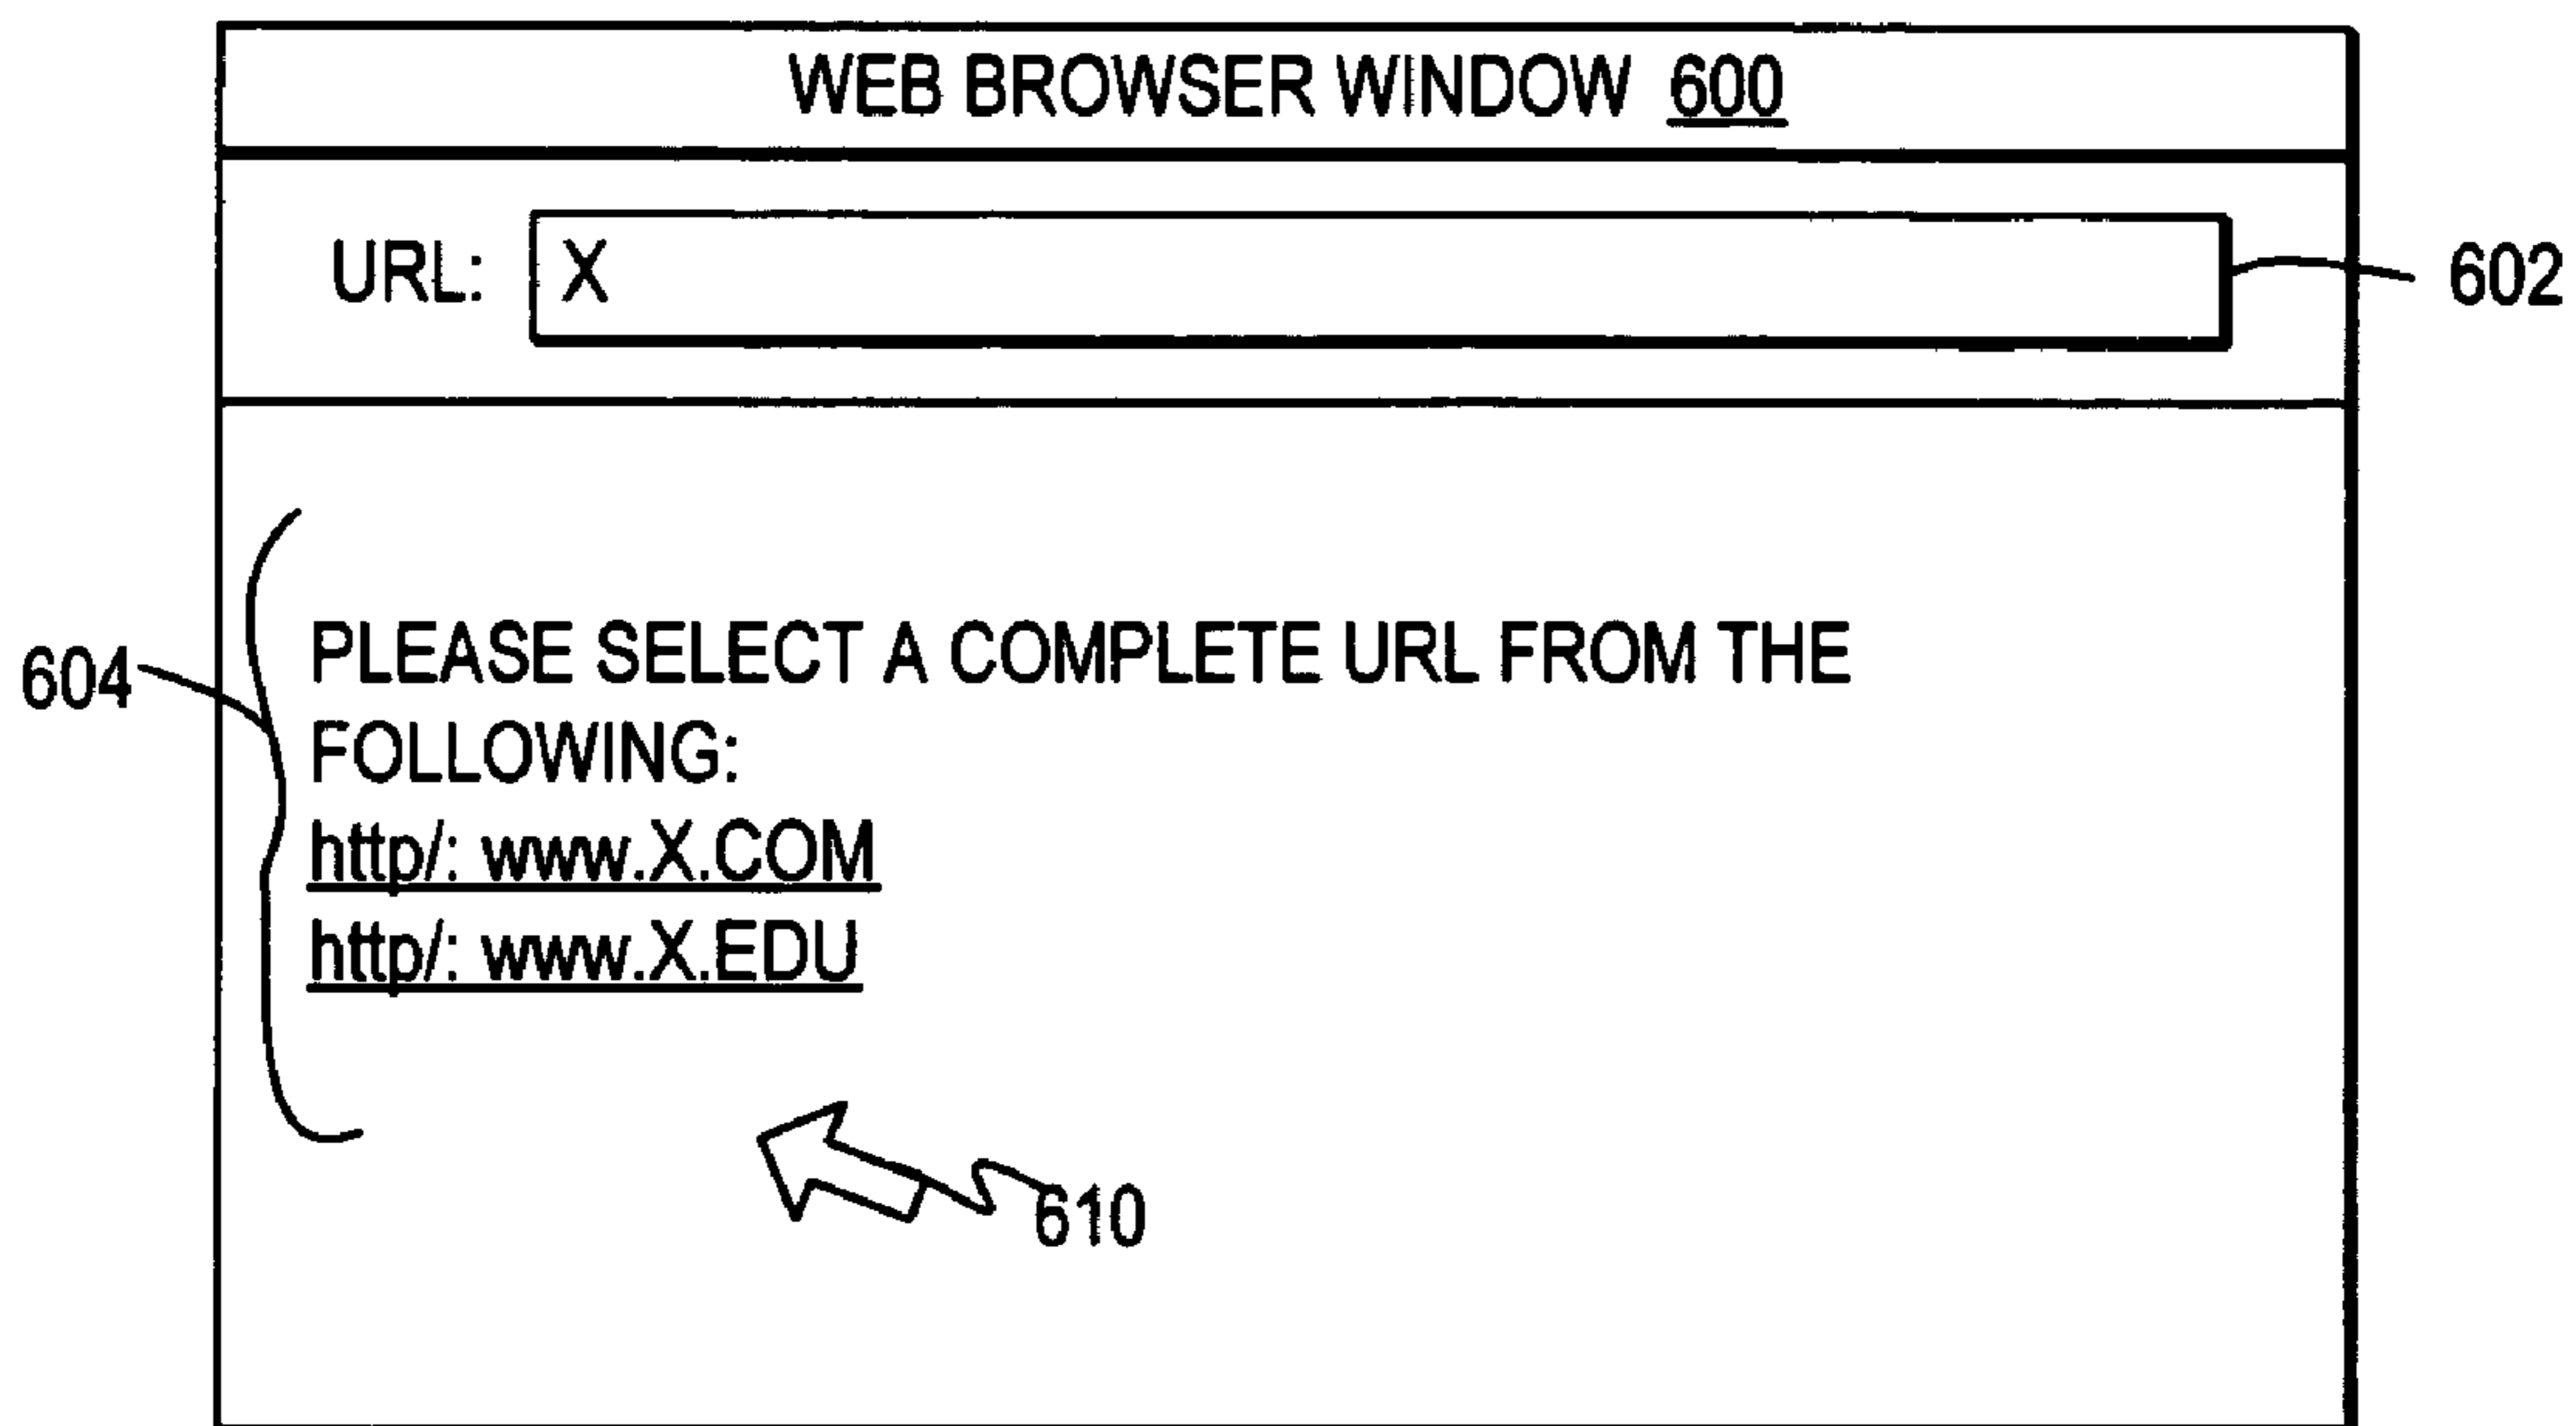 WEB BROWSER WINDOW 600
URL: X
602
604
PLEASE SELECT A COMPLETE URL FROM THE
FOLLOWING:
http/: www.X.COM
http/: www.X.EDU
610